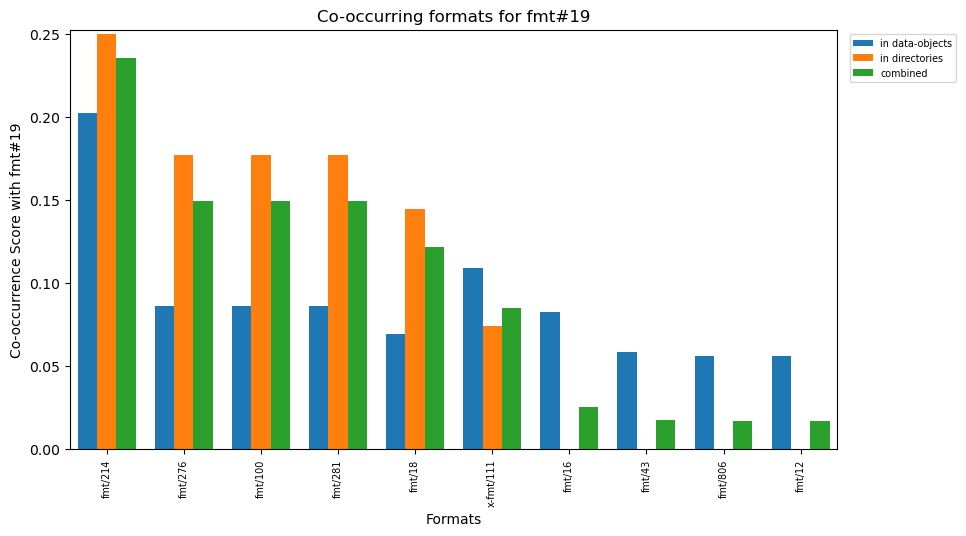 Co-occurring formats for fmt#19
in data-objects
in directories
combined
Co-occurrence Score with fmt#19
0.25
0.20
0.15
0.10
0.05
0.00
fmt/214
fmt/276
fmt/100
fmt/281
fmt/18
x-fmt/111
fmt/16
fmt/43
fmt/806
fmt/12
Formats